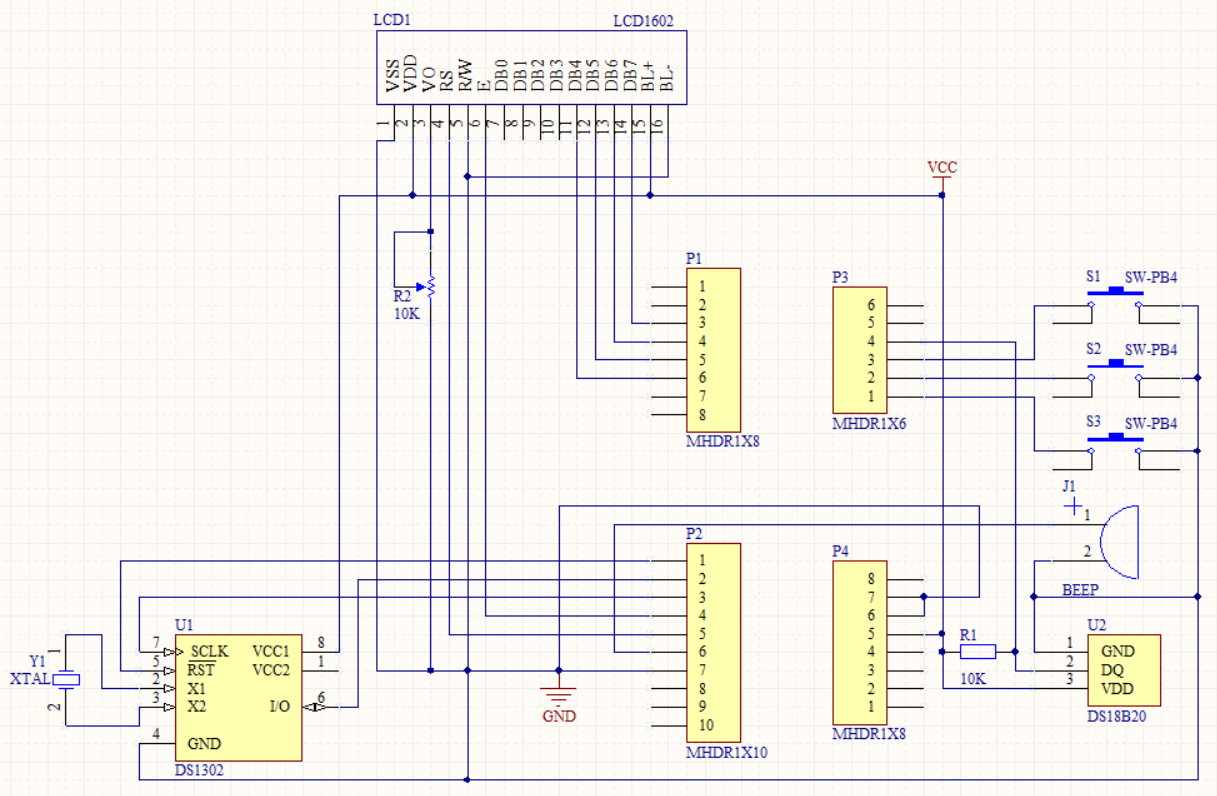 LCD1 LCD1602
VSS VDD VO RS R/W E DB0 DB1 DB2 DB3 DB4 DB5 DB6 DB7 BL+ BL-
1 2 3 4 5 6 7 8 9 10 11 12 13 14 15 16
VCC
R2
10K
P1
1
2
3
4
5
6
7
8
MHDR1X8
P3
6
5
4
3
2
1
MHDR1X6
S1 SW-PB4
S2 SW-PB4
S3 SW-PB4
J1
1
2
BEEP
P2
1
2
3
4
5
6
7
8
9
10
MHDR1X10
P4
8
7
6
5
4
3
2
1
MHDR1X8
R1
10K
U2
1 GND
2 DQ
3 VDD
DS18B20
GND
Y1
XTAL
1
2
U1
7 SCLK VCC1 8
5 RST VCC2 1
2 X1
3 X2 I/O 6
4 GND
DS1302